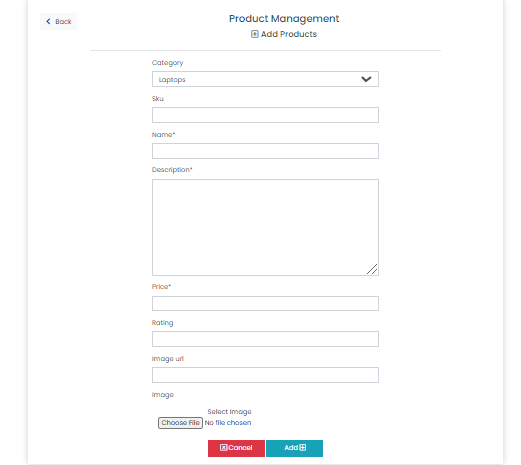 Back
Product Management
Add Products
Category
Laptops
Sku
Name*
Description*
Price*
Rating
Image url
Image
Select Image
Choose File No file chosen
Cancel Add